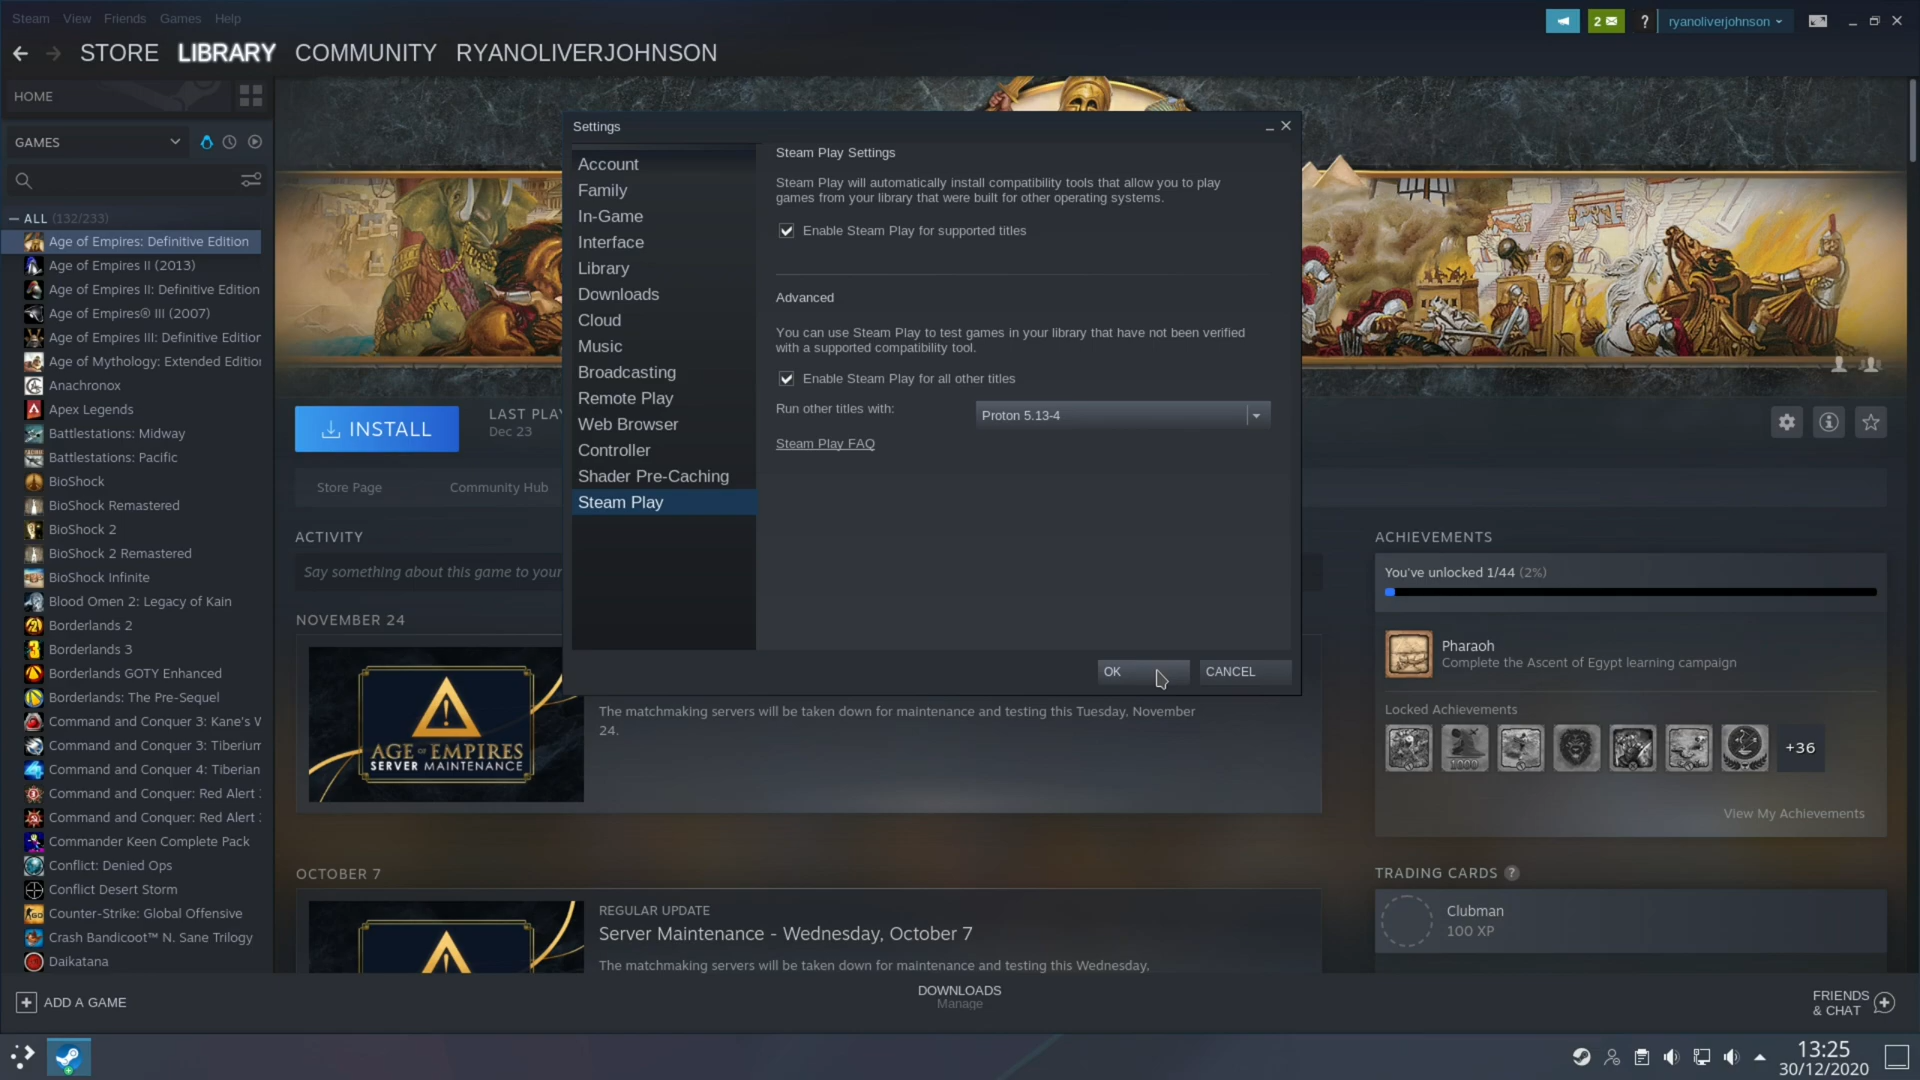 Steam View Friends Games Help
2
?
ryanoliverjohnson
STORE LIBRARY COMMUNITY RYANOLIVERJOHNSON
HOME
GAMES
ALL (132/233)
Age of Empires: Definitive Edition
Age of Empires II (2013)
Age of Empires II: Definitive Edition
Age of Empires® III (2007)
Age of Empires III: Definitive Edition
Age of Mythology: Extended Editio
Anachronox
Apex Legends
Battlestations: Midway
Battlestations: Pacific
BioShock
BioShock Remastered
BioShock 2
BioShock 2 Remastered
BioShock Infinite
Blood Omen 2: Legacy of Kain
Borderlands 2
Borderlands 3
Borderlands GOTY Enhanced
Borderlands: The Pre-Sequel
Command and Conquer 3: Kane's W
Command and Conquer 3: Tiberium
Command and Conquer 4: Tiberian
Command and Conquer: Red Alert
Command and Conquer: Red Alert
Commander Keen Complete Pack
Conflict: Denied Ops
Conflict Desert Storm
Counter-Strike: Global Offensive
Crash Bandicoot™ N. Sane Trilogy
Daikatana
Settings
Account
Family
In-Game
Interface
Library
Downloads
Cloud
Music
Broadcasting
Remote Play
Web Browser
Controller
Shader Pre-Caching
Steam Play
Steam Play Settings
Steam Play will automatically install compatibility tools that allow you to play
games from your library that were built for other operating systems.
Enable Steam Play for supported titles
Advanced
You can use Steam Play to test games in your library that have not been verified
with a supported compatibility tool.
Enable Steam Play for all other titles
Run other titles with:
Proton 5.13-4
Steam Play FAQ
OK
CANCEL
INSTALL
LAST PLAY
Dec 23
Store Page
Community Hub
ACTIVITY
Say something about this game to your
NOVEMBER 24
AGE OF EMPIRES
SERVER MAINTENANCE
The matchmaking servers will be taken down for maintenance and testing this Tuesday, November
24.
OCTOBER 7
REGULAR UPDATE
Server Maintenance - Wednesday, October 7
The matchmaking servers will be taken down for maintenance and testing this Wednesday,
ACHIEVEMENTS
You've unlocked 1/44 (2%)
Pharaoh
Complete the Ascent of Egypt learning campaign
Locked Achievements
1000
+36
View My Achievements
TRADING CARDS ?
Clubman
100 XP
ADD A GAME
DOWNLOADS
Manage
FRIENDS
& CHAT
13:25
30/12/2020